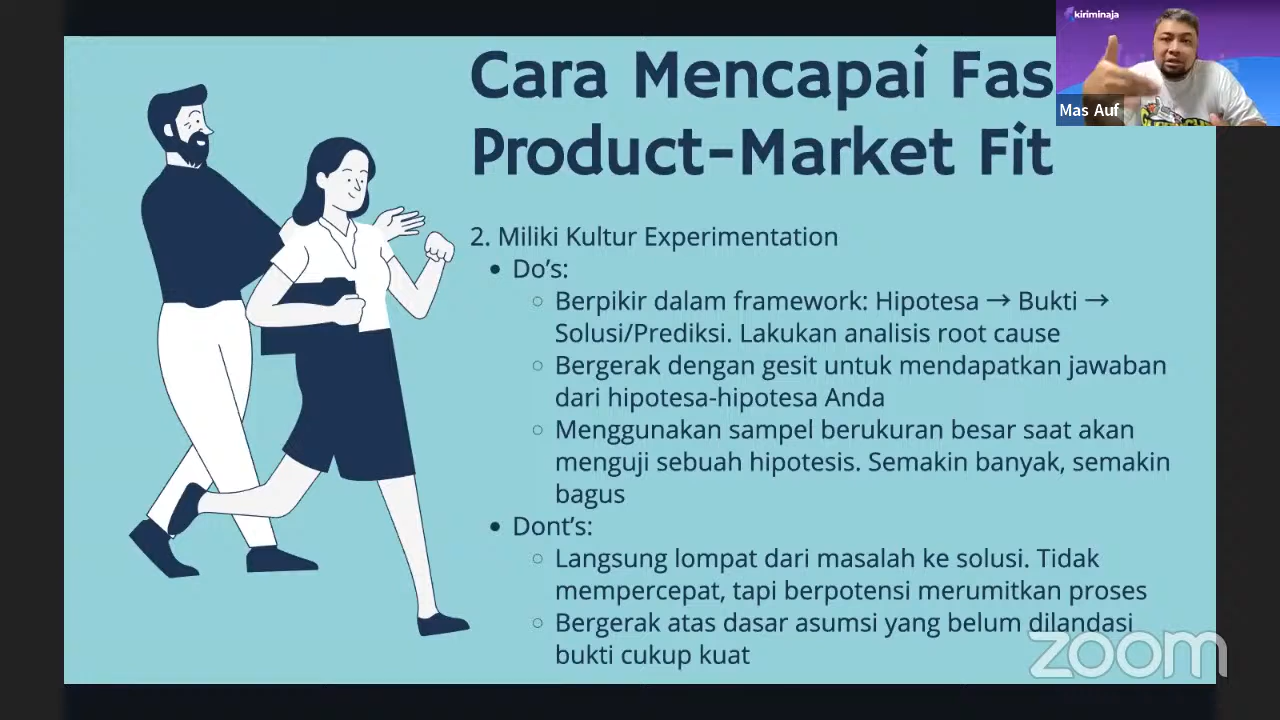 Cara Mencapai Fas
Product-Market Fit
kiriminaja
Mas Auf
2. Miliki Kultur Experimentation
• Do's:
○ Berpikir dalam framework: Hipotesa → Bukti →
Solusi/Prediksi. Lakukan analisis root cause
○ Bergerak dengan gesit untuk mendapatkan jawaban
dari hipotesa-hipotesa Anda
○ Menggunakan sampel berukuran besar saat akan
menguji sebuah hipotesis. Semakin banyak, semakin
bagus
• Dont's:
○ Langsung lompat dari masalah ke solusi. Tidak
mempercepat, tapi berpotensi merumitkan proses
○ Bergerak atas dasar asumsi yang belum dilandasi
bukti cukup kuat
zoom